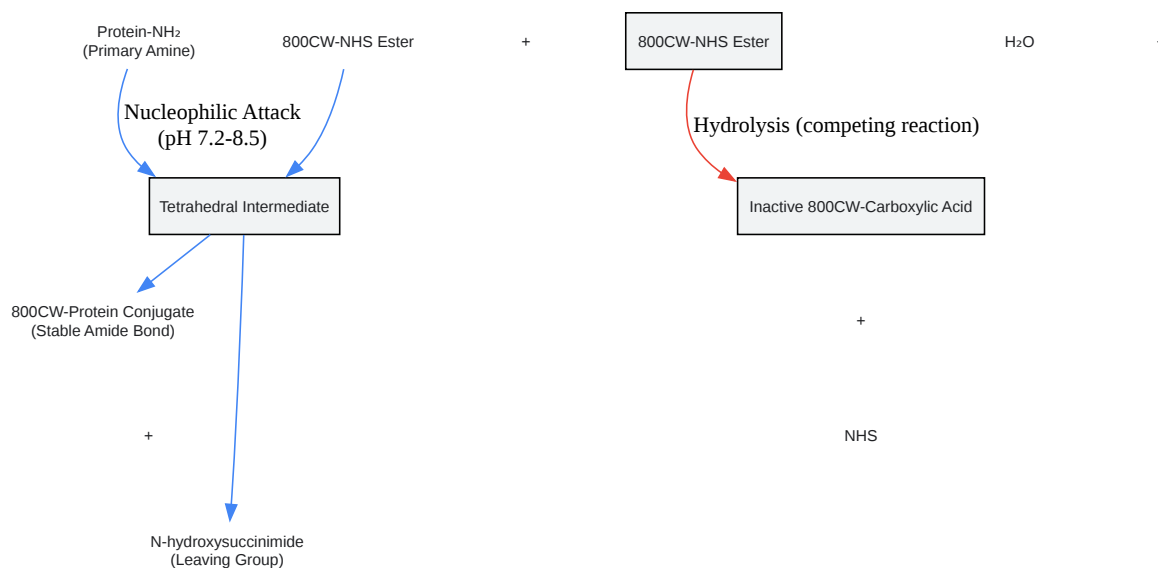 Protein-NH₂
(Primary Amine)
800CW-NHS Ester
+
800CW-NHS Ester
H₂O
Nucleophilic Attack
(pH 7.2-8.5)
Hydrolysis (competing reaction)
Tetrahedral Intermediate
Inactive 800CW-Carboxylic Acid
800CW-Protein Conjugate
(Stable Amide Bond)
+
+
NHS
N-hydroxysuccinimide
(Leaving Group)